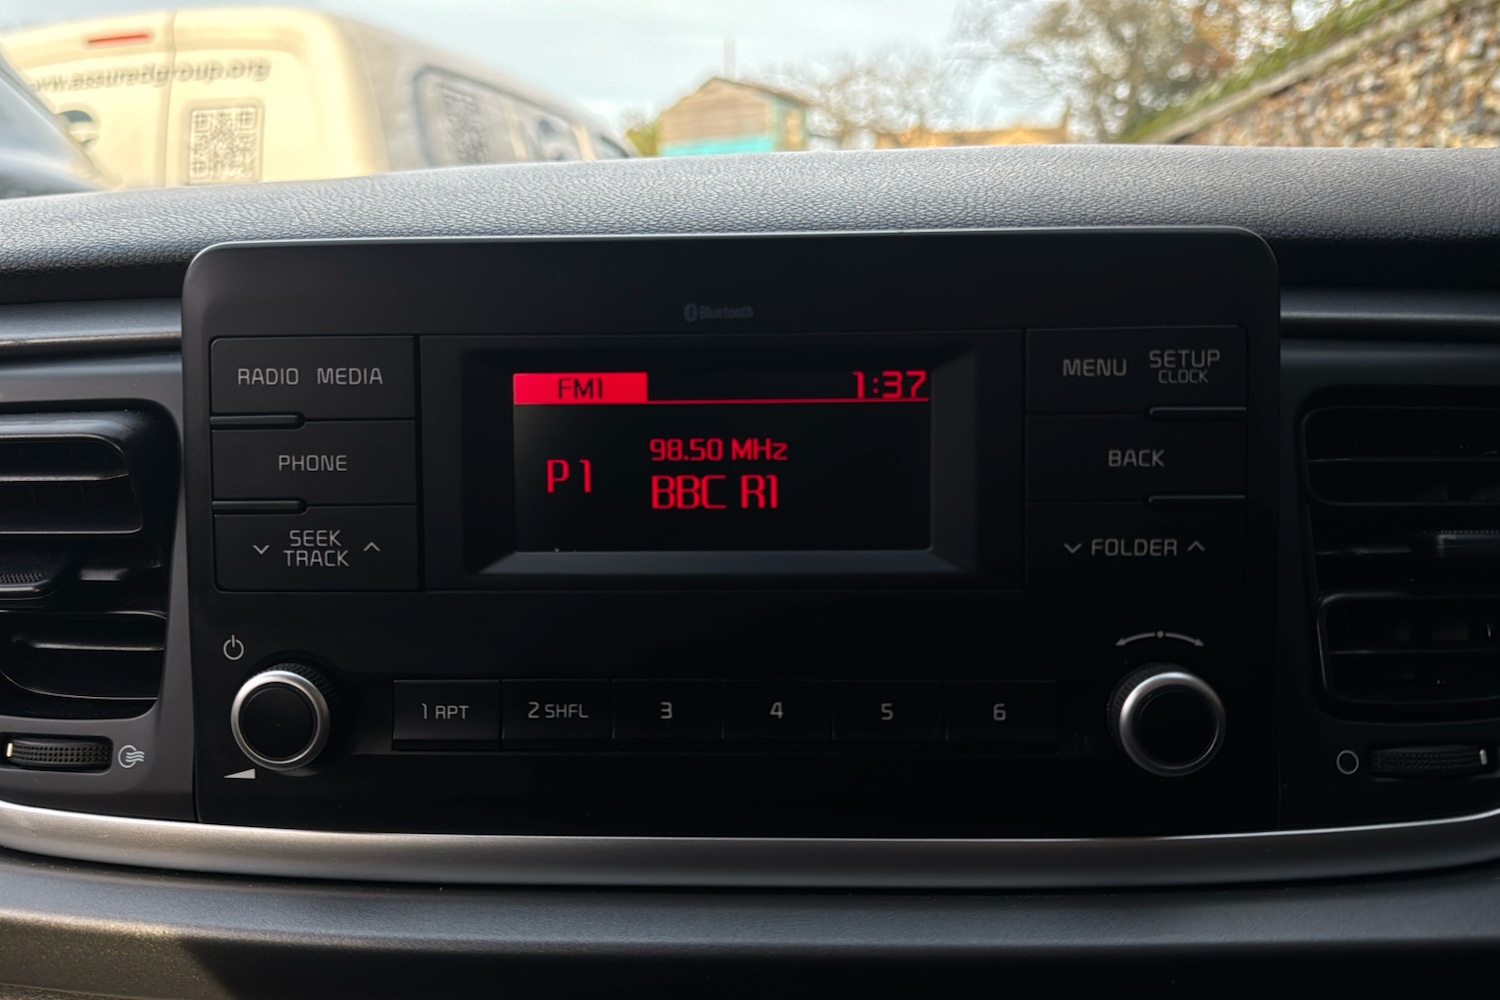 www.assuredgroup.org
Bluetooth
RADIO MEDIA
PHONE
SEEK
TRACK
FM1 1:37
98.50 MHz
P1
BBC R1
MENU SETUP
CLOCK
BACK
FOLDER
1 RPT 2 SHFL 3 4 5 6